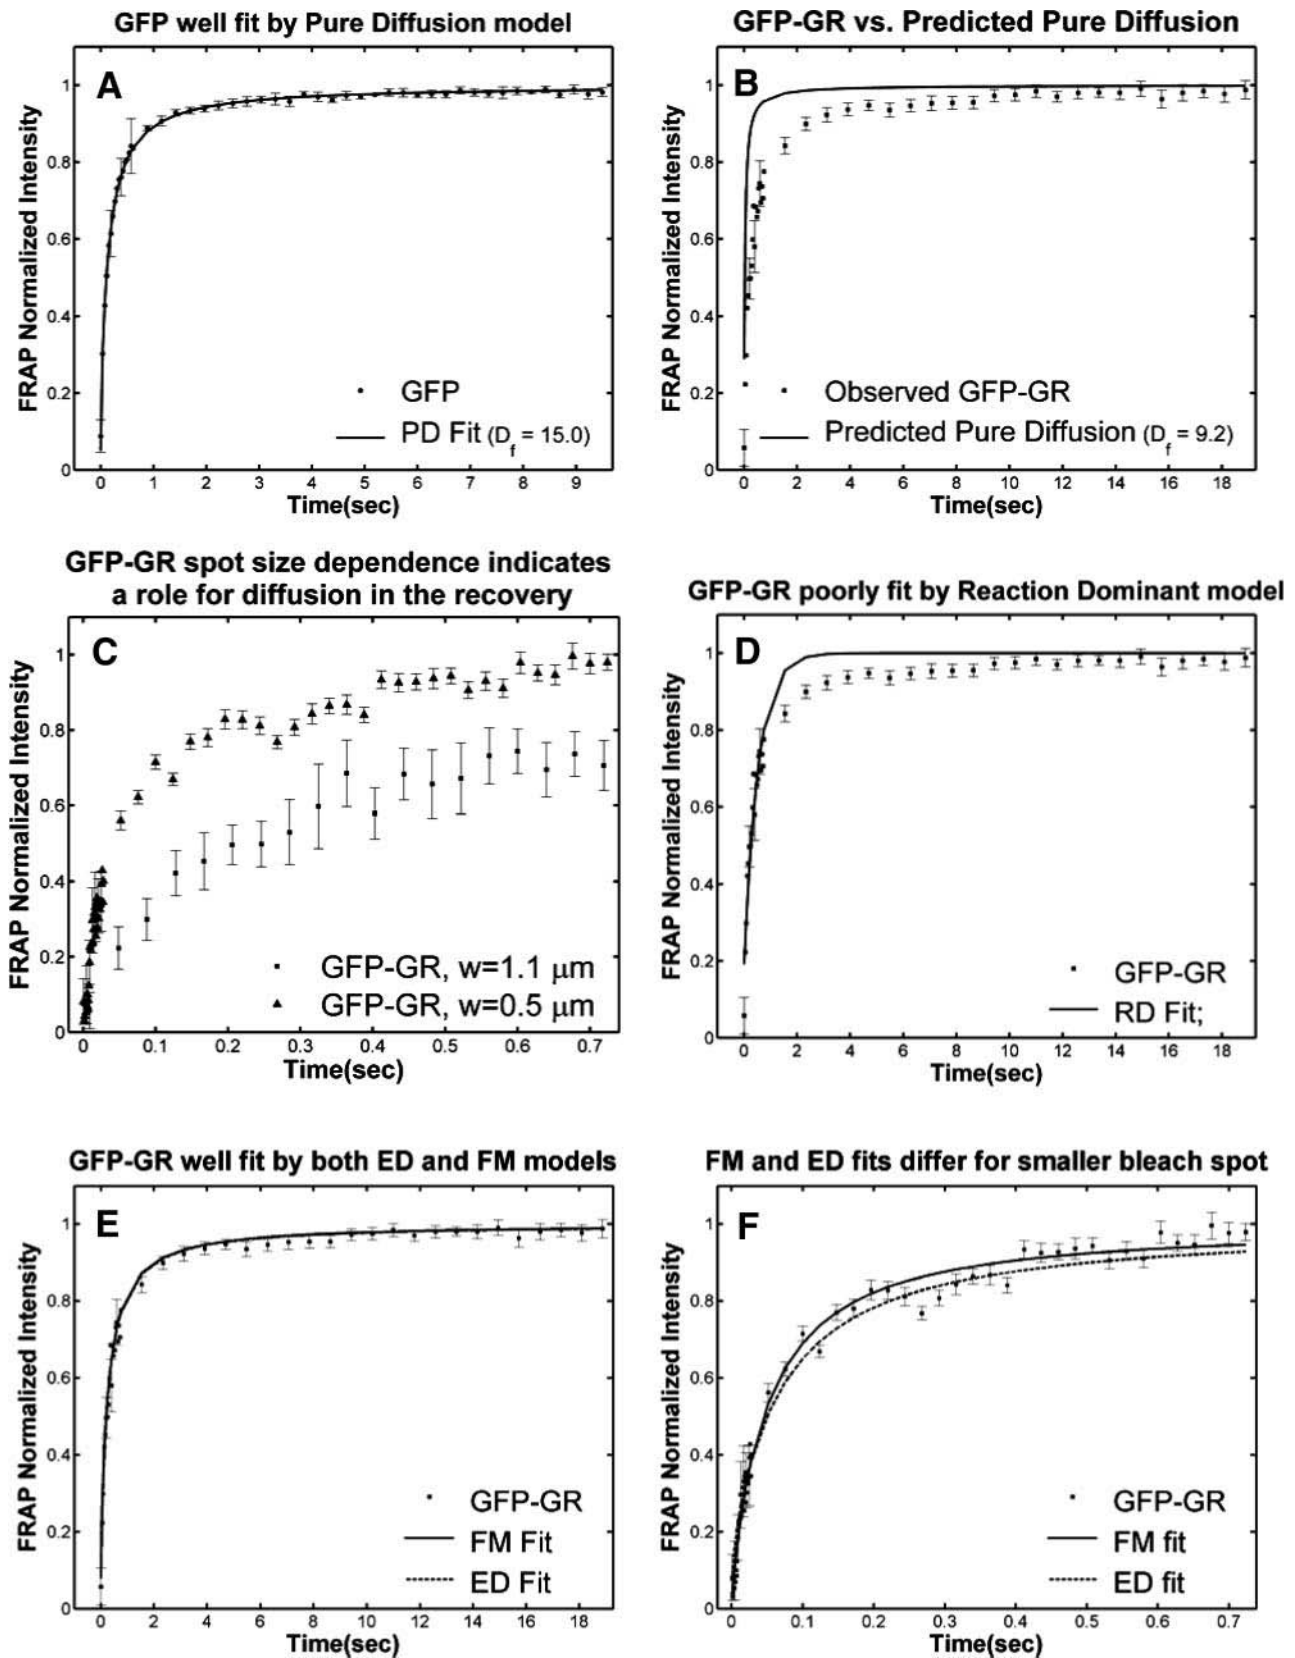 GFP well fit by Pure Diffusion model
A
FRAP Normalized Intensity
1
0.8
0.6
0.4
0.2
0
GFP
PD Fit (D_f = 15.0)
0 1 2 3 4 5 6 7 8 9
Time(sec)
GFP-GR vs. Predicted Pure Diffusion
B
FRAP Normalized Intensity
1
0.8
0.6
0.4
0.2
0
Observed GFP-GR
Predicted Pure Diffusion (D_f = 9.2)
0 2 4 6 8 10 12 14 16 18
Time(sec)
GFP-GR spot size dependence indicates
a role for diffusion in the recovery
C
FRAP Normalized Intensity
1
0.8
0.6
0.4
0.2
0
GFP-GR, w=1.1 μm
GFP-GR, w=0.5 μm
0 0.1 0.2 0.3 0.4 0.5 0.6 0.7
Time(sec)
GFP-GR poorly fit by Reaction Dominant model
D
FRAP Normalized Intensity
1
0.8
0.6
0.4
0.2
0
GFP-GR
RD Fit;
0 2 4 6 8 10 12 14 16 18
Time(sec)
GFP-GR well fit by both ED and FM models
E
FRAP Normalized Intensity
1
0.8
0.6
0.4
0.2
0
GFP-GR
FM Fit
ED Fit
0 2 4 6 8 10 12 14 16 18
Time(sec)
FM and ED fits differ for smaller bleach spot
F
FRAP Normalized Intensity
1
0.8
0.6
0.4
0.2
0
GFP-GR
FM fit
ED fit
0 0.1 0.2 0.3 0.4 0.5 0.6 0.7
Time(sec)